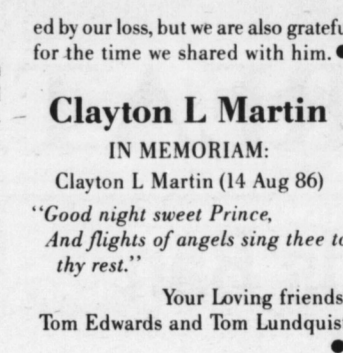 ed by our loss, but we are also gratefu
for the time we shared with him. ●
Clayton L Martin
IN MEMORIAM:
Clayton L Martin (14 Aug 86)
"Good night sweet Prince,
And flights of angels sing thee to
thy rest."
Your Loving friends
Tom Edwards and Tom Lundquis
●